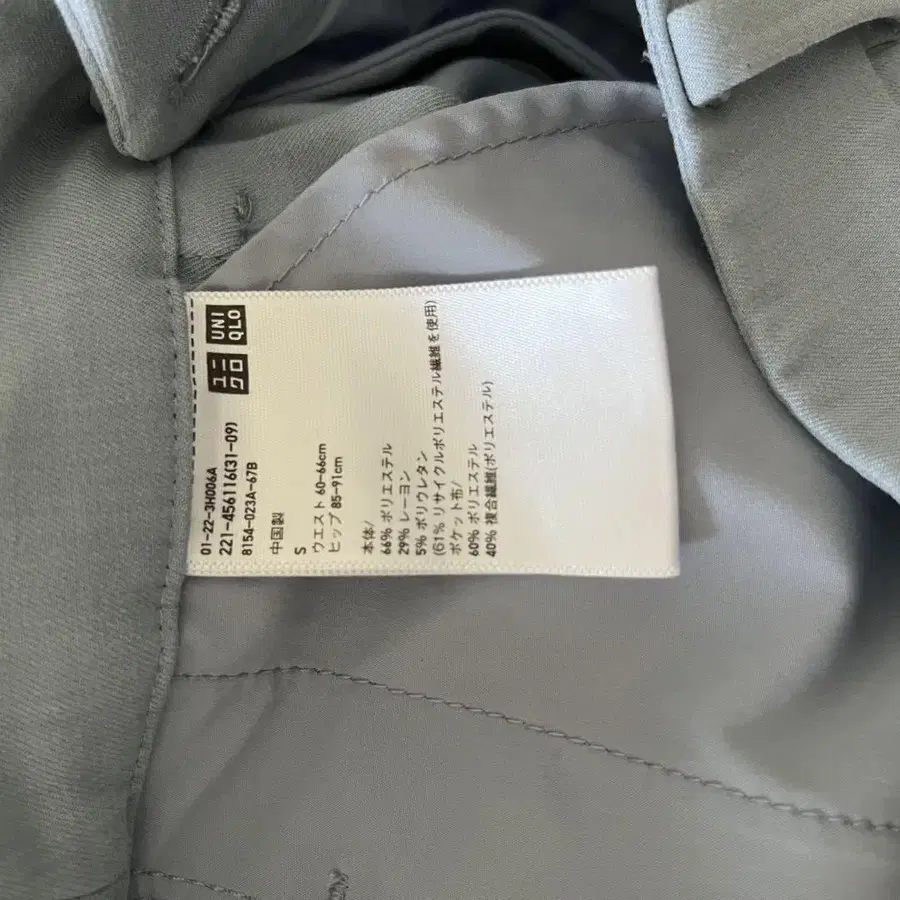 ユニ
クロ
UNI
QLO
01-22-3H006A
221-456116(31-09)
8154-023A-67B
中国製
S
ウエスト 60-66cm
ヒップ 85-91cm
本体/
66% ポリエステル
29% レーヨン
5% ポリウレタン
(61% リサイクルポリエステル繊維を使用)
ポケット布/
60% ポリエステル
40% 複合繊維(ポリエステル)